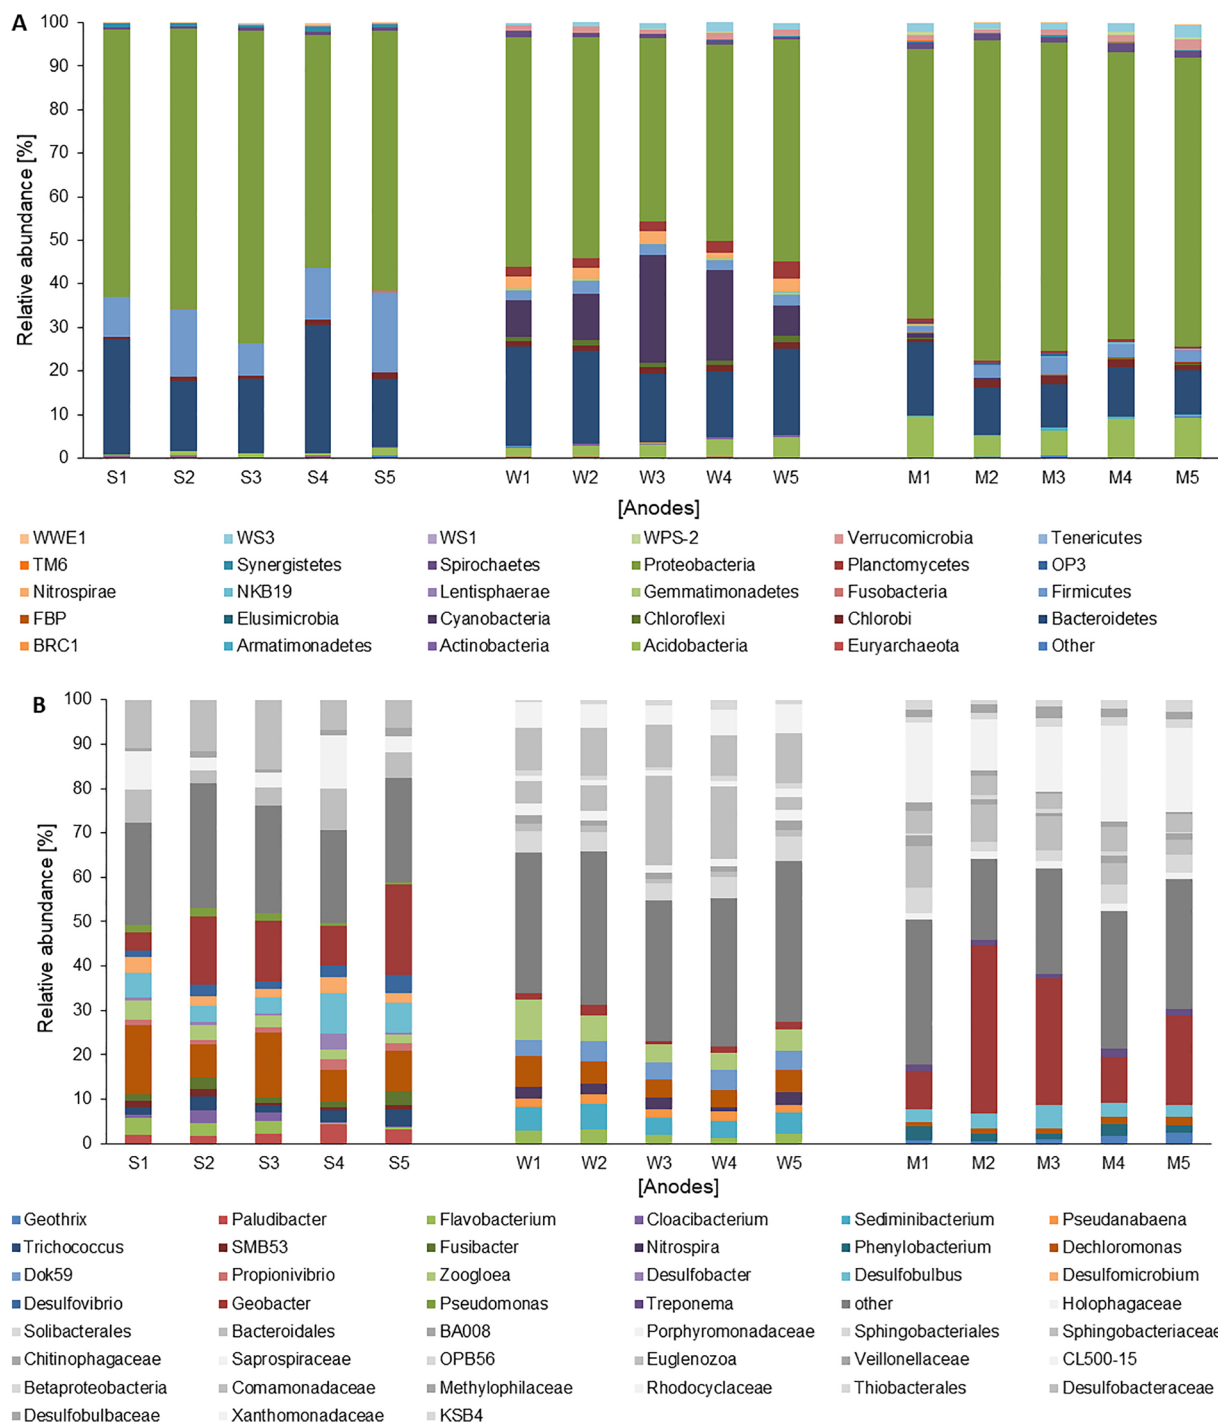 A
Relative abundance [%]
100
90
80
70
60
50
40
30
20
10
0
S1 S2 S3 S4 S5 W1 W2 W3 W4 W5 M1 M2 M3 M4 M5
[Anodes]
WWE1 WS3 WS1 WPS-2 Verrucomicrobia Tenericutes
TM6 Synergistetes Spirochaetes Proteobacteria Planctomycetes OP3
Nitrospirae NKB19 Lentisphaerae Gemmatimonadetes Fusobacteria Firmicutes
FBP Elusimicrobia Cyanobacteria Chloroflexi Chlorobi Bacteroidetes
BRC1 Armatimonadetes Actinobacteria Acidobacteria Euryarchaeota Other
B
Relative abundance [%]
100
90
80
70
60
50
40
30
20
10
0
S1 S2 S3 S4 S5 W1 W2 W3 W4 W5 M1 M2 M3 M4 M5
[Anodes]
Geothrix Paludibacter Flavobacterium Cloacibacterium Sediminibacterium Pseudanabaena
Trichococcus SMB53 Fusibacter Nitrospira Phenylobacterium Dechloromonas
Dok59 Propionivibrio Zoogloea Desulfobacter Desulfobulbus Desulfomicrobium
Desulfovibrio Geobacter Pseudomonas Treponema other Holophagaceae
Solibacterales Bacteroidales BA008 Porphyromonadaceae Sphingobacteriales Sphingobacteriaceae
Chitinophagaceae Saprospiraceae OPB56 Euglenozoa Veillonellaceae CL500-15
Betaproteobacteria Comamonadaceae Methylophilaceae Rhodocyclaceae Thiobacterales Desulfobacteraceae
Desulfobulbaceae Xanthomonadaceae KSB4